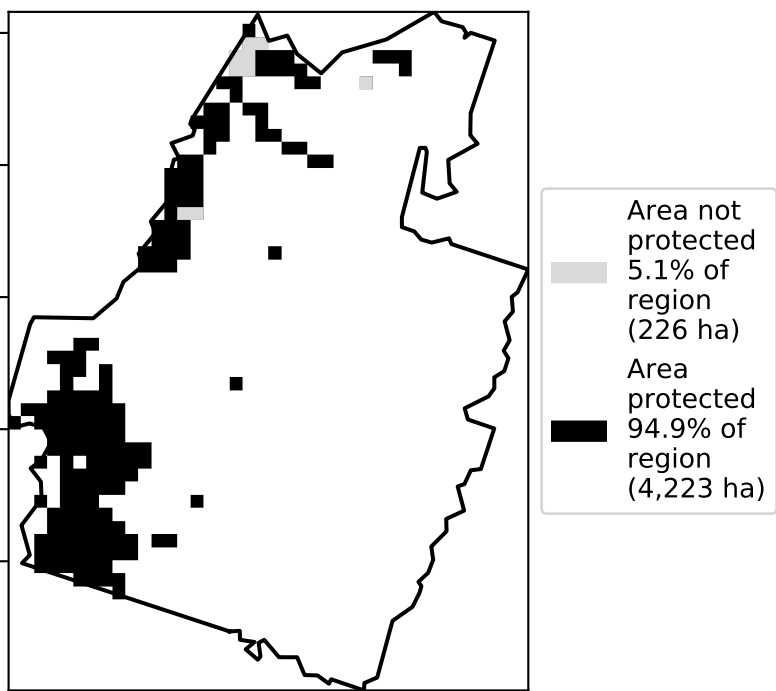 Area not
protected
5.1% of
region
(226 ha)
Area
protected
94.9% of
region
(4,223 ha)